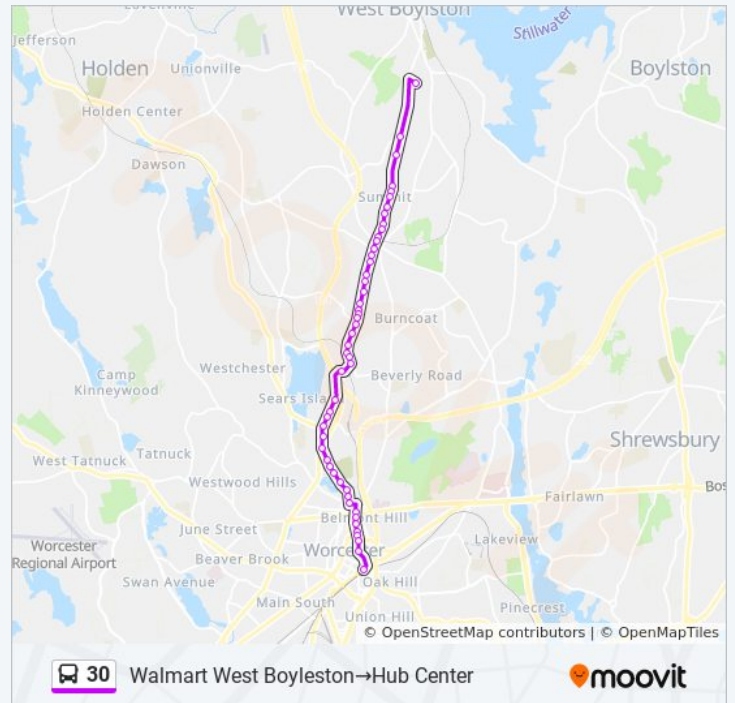 West Boylston
Stillwater
Jefferson
Holden
Unionville
Boylston
Holden Center
Dawson
Summit
Burncoat
Westchester
Beverly Road
Camp
Kinneywood
Sears Isla
Shrewsbury
West Tatnuck
Tatnuck
Westwood Hills
Bos
Fairlawn
June Street
Belmont Hill
Worcester
Regional Airport
Beaver Brook
Worcester
Lakeview
Swan Avenue
Oak Hill
Main South
Pinecrest
Union Hill
© OpenStreetMap contributors | © OpenMapTiles
30 Walmart West Boyleston→Hub Center
moovit